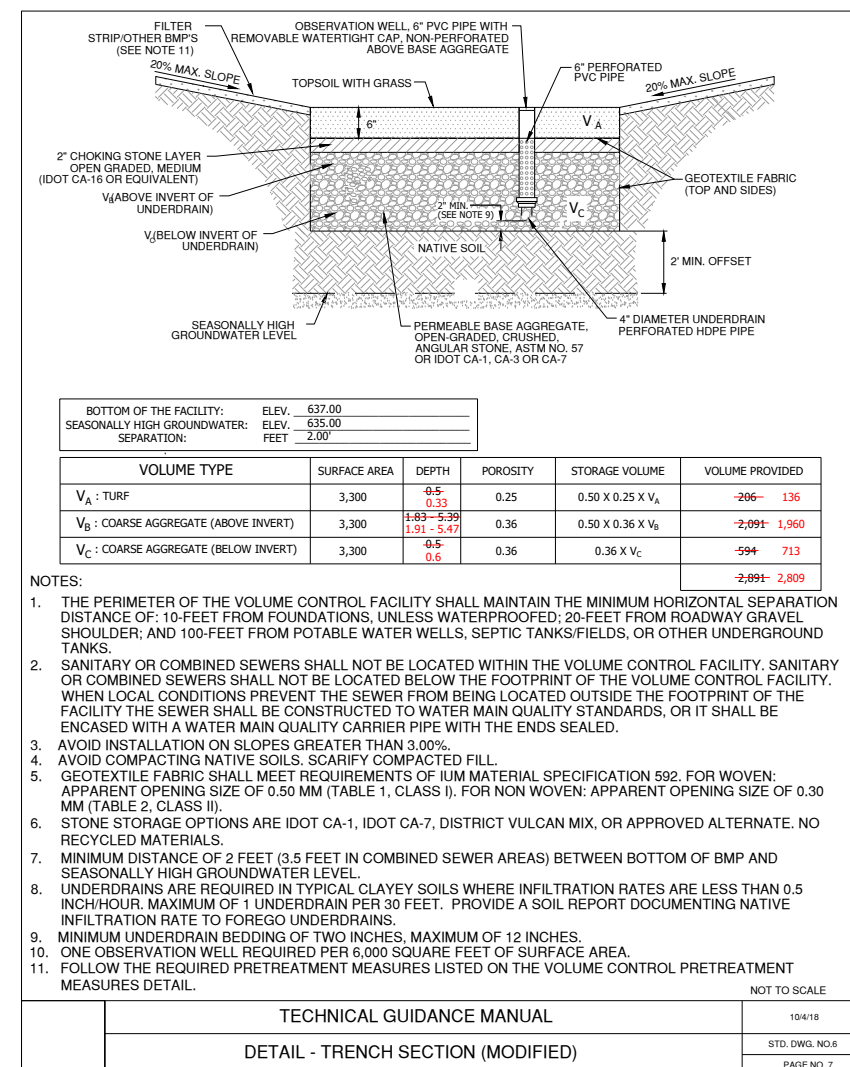 FILTER
STRIP/OTHER BMP'S
(SEE NOTE 11)
OBSERVATION WELL, 6" PVC PIPE WITH
REMOVABLE WATERTIGHT CAP, NON-PERFORATED
ABOVE BASE AGGREGATE
20% MAX. SLOPE
TOPSOIL WITH GRASS
6" PERFORATED
PVC PIPE
20% MAX. SLOPE
6"
V A
2" CHOKING STONE LAYER
OPEN GRADED, MEDIUM
(IDOT CA-16 OR EQUIVALENT)
GEOTEXTILE FABRIC
(TOP AND SIDES)
VB(ABOVE INVERT OF
UNDERDRAIN)
2" MIN.
(SEE NOTE 9)
VC
(BELOW INVERT OF
UNDERDRAIN)
NATIVE SOIL
2' MIN. OFFSET
SEASONALLY HIGH
GROUNDWATER LEVEL
PERMEABLE BASE AGGREGATE,
OPEN-GRADED, CRUSHED,
ANGULAR STONE, ASTM NO. 57
OR IDOT CA-1, CA-3 OR CA-7
4" DIAMETER UNDERDRAIN
PERFORATED HDPE PIPE
BOTTOM OF THE FACILITY: ELEV. 637.00
SEASONALLY HIGH GROUNDWATER: ELEV. 635.00
SEPARATION: FEET 2.00'
VOLUME TYPE SURFACE AREA DEPTH POROSITY STORAGE VOLUME VOLUME PROVIDED
VA : TURF 3,300 0.5 0.33 0.25 0.50 X 0.25 X VA 206 136
VB : COARSE AGGREGATE (ABOVE INVERT) 3,300 1.83 - 5.39 1.91 - 5.47 0.36 0.50 X 0.36 X VB 2,091 1,960
VC : COARSE AGGREGATE (BELOW INVERT) 3,300 0.5 0.6 0.36 0.36 X VC 594 713
2,891 2,809
NOTES:
1. THE PERIMETER OF THE VOLUME CONTROL FACILITY SHALL MAINTAIN THE MINIMUM HORIZONTAL SEPARATION
DISTANCE OF: 10-FEET FROM FOUNDATIONS, UNLESS WATERPROOFED; 20-FEET FROM ROADWAY GRAVEL
SHOULDER; AND 100-FEET FROM POTABLE WATER WELLS, SEPTIC TANKS/FIELDS, OR OTHER UNDERGROUND
TANKS.
2. SANITARY OR COMBINED SEWERS SHALL NOT BE LOCATED WITHIN THE VOLUME CONTROL FACILITY. SANITARY
OR COMBINED SEWERS SHALL NOT BE LOCATED BELOW THE FOOTPRINT OF THE VOLUME CONTROL FACILITY.
WHEN LOCAL CONDITIONS PREVENT THE SEWER FROM BEING LOCATED OUTSIDE THE FOOTPRINT OF THE
FACILITY THE SEWER SHALL BE CONSTRUCTED TO WATER MAIN QUALITY STANDARDS, OR IT SHALL BE
ENCASED WITH A WATER MAIN QUALITY CARRIER PIPE WITH THE ENDS SEALED.
3. AVOID INSTALLATION ON SLOPES GREATER THAN 3.00%.
4. AVOID COMPACTING NATIVE SOILS. SCARIFY COMPACTED FILL.
5. GEOTEXTILE FABRIC SHALL MEET REQUIREMENTS OF IUM MATERIAL SPECIFICATION 592. FOR WOVEN:
APPARENT OPENING SIZE OF 0.50 MM (TABLE 1, CLASS I). FOR NON WOVEN: APPARENT OPENING SIZE OF 0.30
MM (TABLE 2, CLASS II).
6. STONE STORAGE OPTIONS ARE IDOT CA-1, IDOT CA-7, DISTRICT VULCAN MIX, OR APPROVED ALTERNATE. NO
RECYCLED MATERIALS.
7. MINIMUM DISTANCE OF 2 FEET (3.5 FEET IN COMBINED SEWER AREAS) BETWEEN BOTTOM OF BMP AND
SEASONALLY HIGH GROUNDWATER LEVEL.
8. UNDERDRAINS ARE REQUIRED IN TYPICAL CLAYEY SOILS WHERE INFILTRATION RATES ARE LESS THAN 0.5
INCH/HOUR. MAXIMUM OF 1 UNDERDRAIN PER 30 FEET. PROVIDE A SOIL REPORT DOCUMENTING NATIVE
INFILTRATION RATE TO FOREGO UNDERDRAINS.
9. MINIMUM UNDERDRAIN BEDDING OF TWO INCHES, MAXIMUM OF 12 INCHES.
10. ONE OBSERVATION WELL REQUIRED PER 6,000 SQUARE FEET OF SURFACE AREA.
11. FOLLOW THE REQUIRED PRETREATMENT MEASURES LISTED ON THE VOLUME CONTROL PRETREATMENT
MEASURES DETAIL.
NOT TO SCALE
TECHNICAL GUIDANCE MANUAL 10/4/18
DETAIL - TRENCH SECTION (MODIFIED) STD. DWG. NO.6
PAGE NO. 7